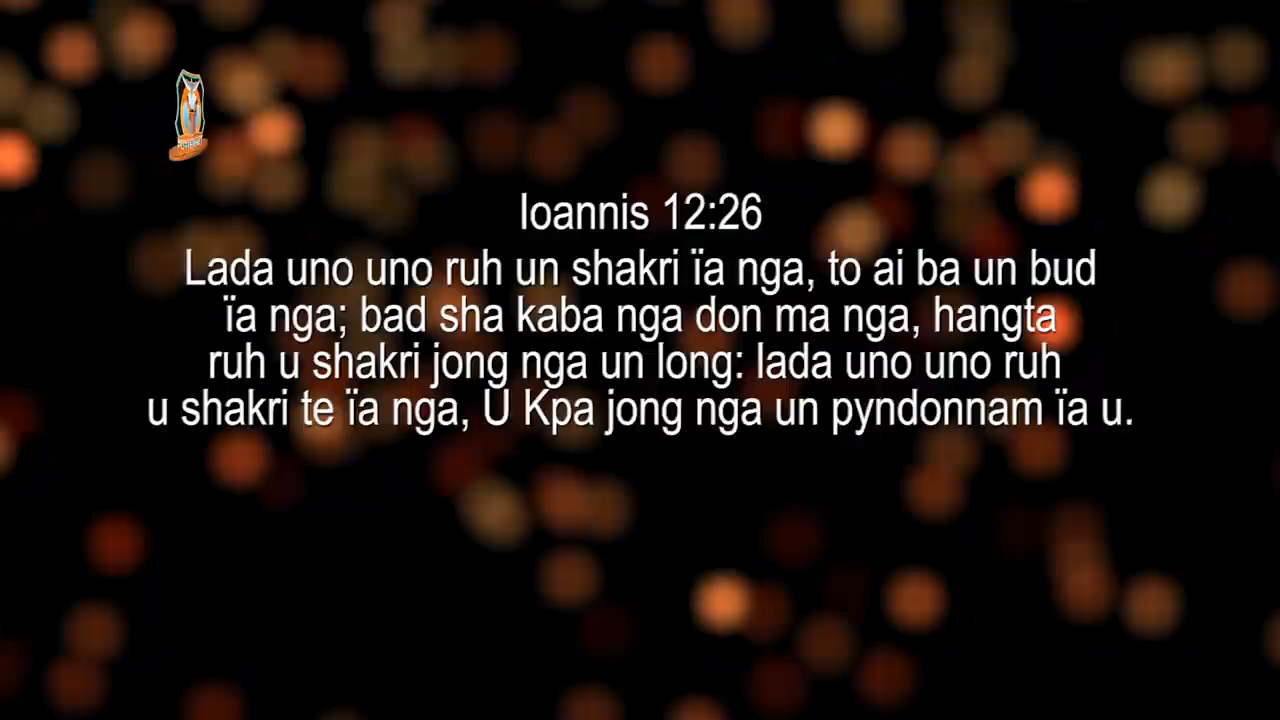 Ioannis 12:26
Lada uno uno ruh un shakri ïa nga, to ai ba un bud
ïa nga; bad sha kaba nga don ma nga, hangta
ruh u shakri jong nga un long: lada uno uno ruh
u shakri te ïa nga, U Kpa jong nga un pyndonnam ïa u.